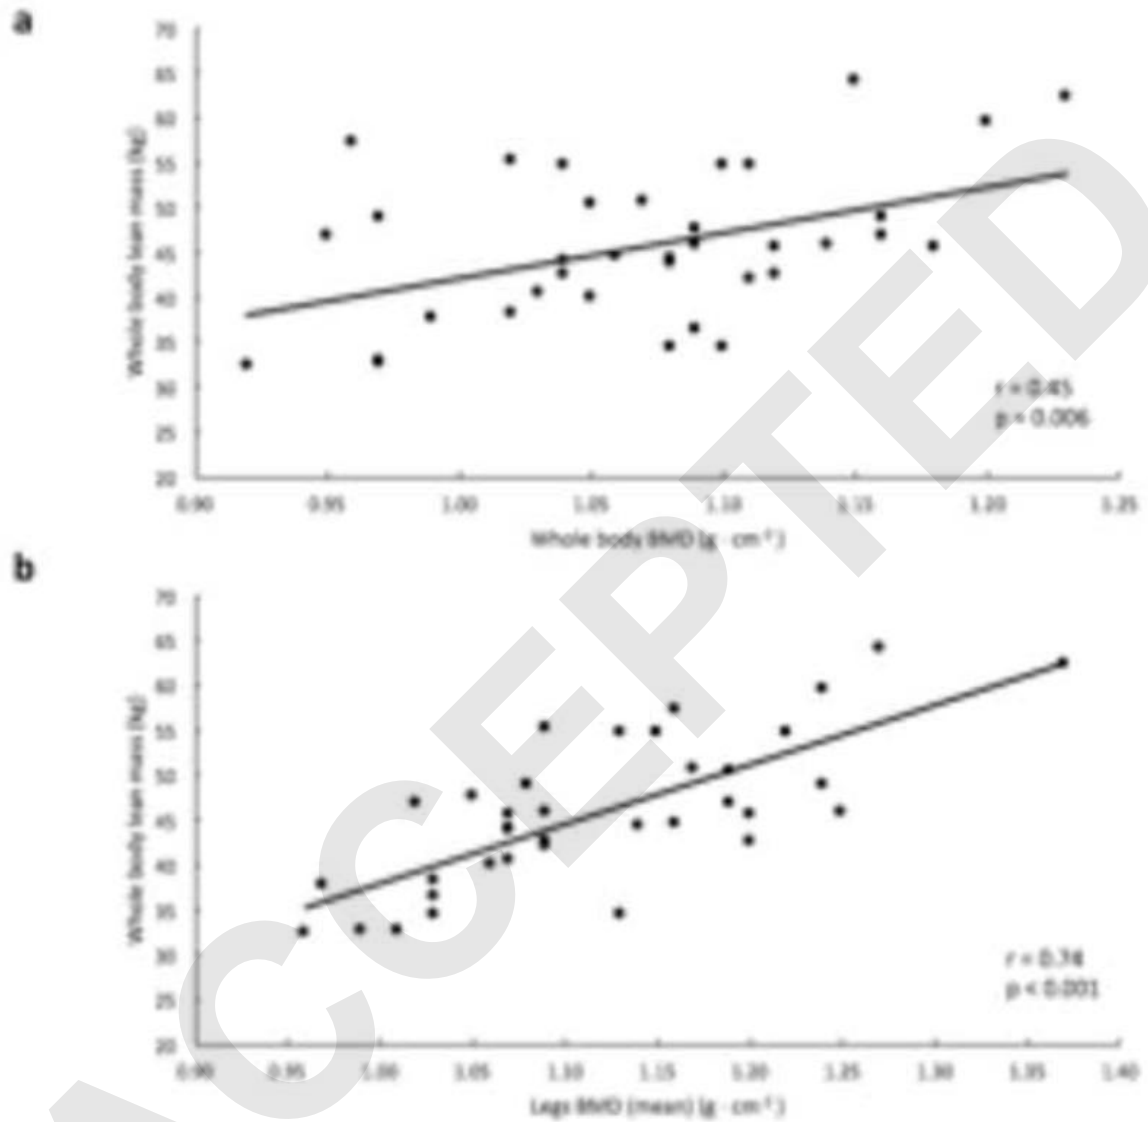 a
70
65
60
55
50
45
40
35
30
25
20
Whole body lean mass (kg)
0.90 0.95 1.00 1.05 1.10 1.15 1.20 1.25
Whole body BMD (g · cm⁻²)
r = 0.45
p = 0.006
b
70
65
60
55
50
45
40
35
30
25
20
Whole body lean mass (kg)
0.90 0.95 1.00 1.05 1.10 1.15 1.20 1.25 1.30 1.35 1.40
Legs BMD (mean) (g · cm⁻²)
r = 0.74
p < 0.001
ACCEPTED